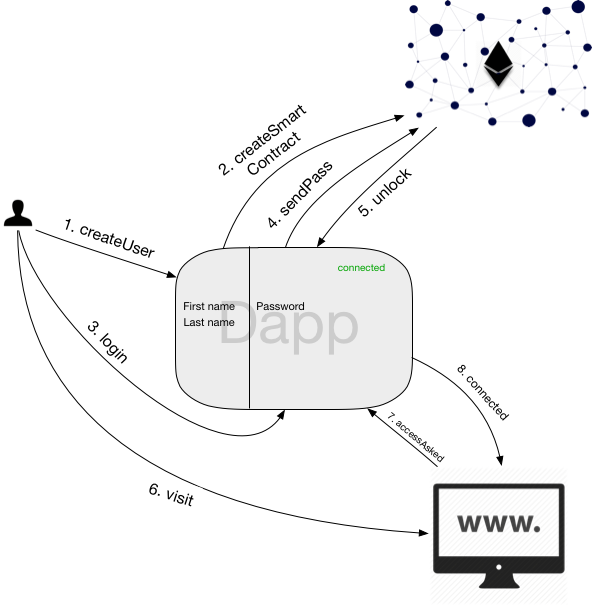 2. createSmart
Contract
4. sendPass
5. unlock
1. createUser
connected
First name
Password
Last name
Dapp
3. login
8. connected
7. accessAsked
6. visit
www.